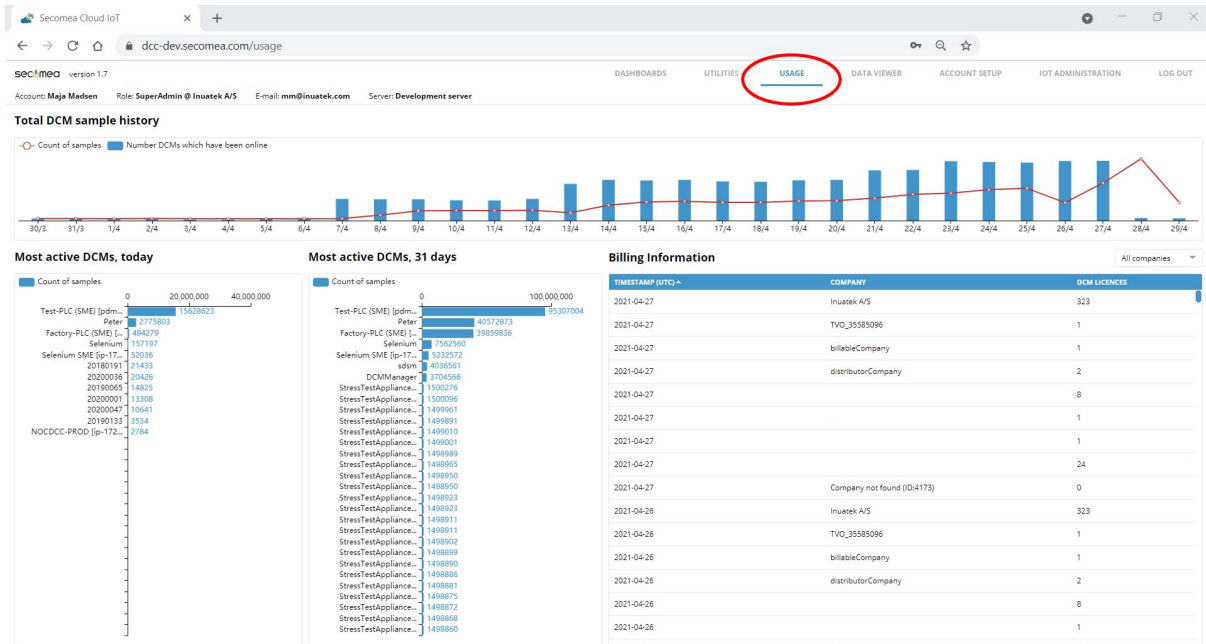 Secomea Cloud IoT
dcc-dev.secomea.com/usage
secomea version 1.7
DASHBOARDS UTILITIES USAGE DATA VIEWER ACCOUNT SETUP IOT ADMINISTRATION LOG OUT
Account: Maja Madsen Role: SuperAdmin @ Inuatek A/S E-mail: mm@inuatek.com Server: Development server
Total DCM sample history
Count of samples Number DCMs which have been online
30/3 31/3 1/4 2/4 3/4 4/4 5/4 6/4 7/4 8/4 9/4 10/4 11/4 12/4 13/4 14/4 15/4 16/4 17/4 18/4 19/4 20/4 21/4 22/4 23/4 24/4 25/4 26/4 27/4 28/4 29/4
Most active DCMs, today
Count of samples
0 20,000,000 40,000,000
Test-PLC (SME) [pdm... 15628623
Peter 2775803
Factory-PLC (SME) [... 494279
Selenium 157197
Selenium SME [ip-17... 52036
20180191 21433
20200036 20426
20190065 14825
20200001 13308
20200047 10641
20190133 3534
NOCDCC-PROD [ip-172... 2784
Most active DCMs, 31 days
Count of samples
0 100,000,000
Test-PLC (SME) [pdm... 95307004
Peter 40572873
Factory-PLC (SME) [... 39859836
Selenium 7562560
Selenium SME [ip-17... 5232572
sdsm 4036561
DCMManager 3704566
StressTestAppliance... 1500276
StressTestAppliance... 1500096
StressTestAppliance... 1499961
StressTestAppliance... 1499891
StressTestAppliance... 1499010
StressTestAppliance... 1499001
StressTestAppliance... 1498989
StressTestAppliance... 1498965
StressTestAppliance... 1498950
StressTestAppliance... 1498950
StressTestAppliance... 1498923
StressTestAppliance... 1498923
StressTestAppliance... 1498911
StressTestAppliance... 1498911
StressTestAppliance... 1498902
StressTestAppliance... 1498899
StressTestAppliance... 1498890
StressTestAppliance... 1498886
StressTestAppliance... 1498881
StressTestAppliance... 1498875
StressTestAppliance... 1498872
StressTestAppliance... 1498868
StressTestAppliance... 1498860
Billing Information
All companies
TIMESTAMP (UTC) COMPANY DCM LICENCES
2021-04-27 Inuatek A/S 323
2021-04-27 TVO_35585096 1
2021-04-27 billableCompany 1
2021-04-27 distributorCompany 2
2021-04-27 8
2021-04-27 1
2021-04-27 1
2021-04-27 24
2021-04-27 Company not found (ID:4173) 0
2021-04-26 Inuatek A/S 323
2021-04-26 TVO_35585096 1
2021-04-26 billableCompany 1
2021-04-26 distributorCompany 2
2021-04-26 8
2021-04-26 1